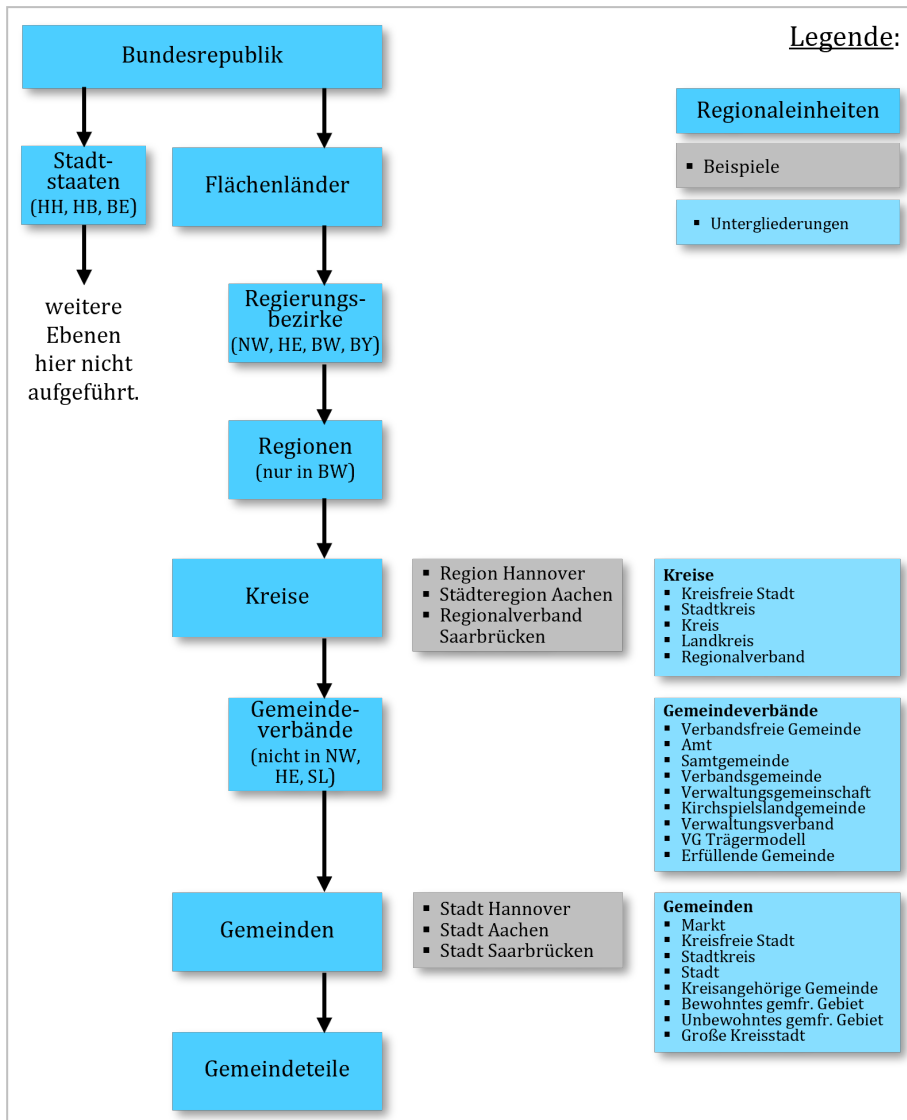 Bundesrepublik
Legende:
Regionaleinheiten
▪ Beispiele
▪ Untergliederungen
Stadt-
staaten
(HH, HB, BE)
Flächenländer
weitere
Ebenen
hier nicht
aufgeführt.
Regierungs-
bezirke
(NW, HE, BW, BY)
Regionen
(nur in BW)
Kreise
▪ Region Hannover
▪ Städteregion Aachen
▪ Regionalverband
Saarbrücken
Kreise
▪ Kreisfreie Stadt
▪ Stadtkreis
▪ Kreis
▪ Landkreis
▪ Regionalverband
Gemeinde-
verbände
(nicht in NW,
HE, SL)
Gemeindeverbände
▪ Verbandsfreie Gemeinde
▪ Amt
▪ Samtgemeinde
▪ Verbandsgemeinde
▪ Verwaltungsgemeinschaft
▪ Kirchspielslandgemeinde
▪ Verwaltungsverband
▪ VG Trägermodell
▪ Erfüllende Gemeinde
Gemeinden
▪ Stadt Hannover
▪ Stadt Aachen
▪ Stadt Saarbrücken
Gemeinden
▪ Markt
▪ Kreisfreie Stadt
▪ Stadtkreis
▪ Stadt
▪ Kreisangehörige Gemeinde
▪ Bewohntes gemfr. Gebiet
▪ Unbewohntes gemfr. Gebiet
▪ Große Kreisstadt
Gemeindeteile